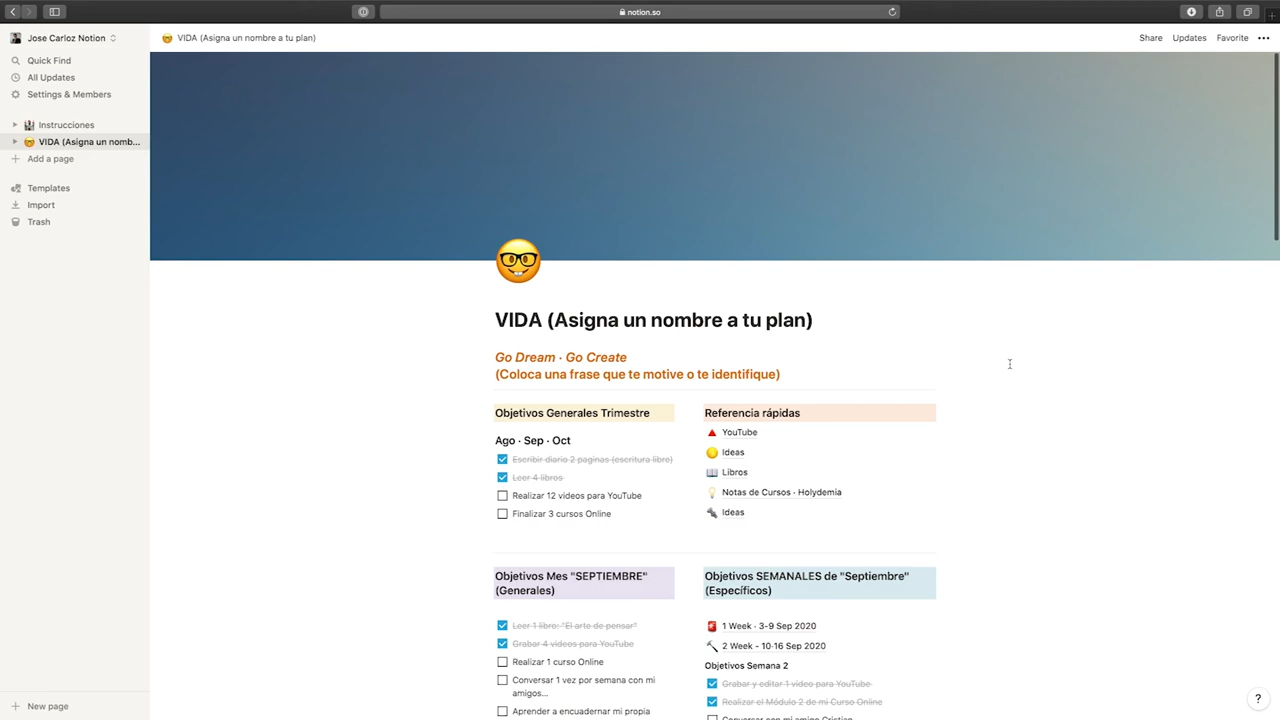 notion.so
Jose Carloz Notion
VIDA (Asigna un nombre a tu plan)
Share
Updates
Favorite
Quick Find
All Updates
Settings & Members
Instrucciones
VIDA (Asigna un nomb...
Add a page
Templates
Import
Trash
New page
VIDA (Asigna un nombre a tu plan)
Go Dream · Go Create
(Coloca una frase que te motive o te identifique)
Objetivos Generales Trimestre
Ago · Sep · Oct
Escribir diario 2 paginas (escritura libre)
Leer 4 libros
Realizar 12 videos para YouTube
Finalizar 3 cursos Online
Referencia rápidas
YouTube
Ideas
Libros
Notas de Cursos · Holydemia
Ideas
Objetivos Mes "SEPTIEMBRE"
(Generales)
Leer 1 libro: "El arte de pensar"
Grabar 4 videos para YouTube
Realizar 1 curso Online
Conversar 1 vez por semana con mi
amigos...
Aprender a encuadernar mi propia
Objetivos SEMANALES de "Septiembre"
(Específicos)
1 Week · 3-9 Sep 2020
2 Week - 10-16 Sep 2020
Objetivos Semana 2
Grabar y editar 1 video para YouTube
Realizar el Módulo 2 de mi Curso Online
Conversar con mi amigo Cristian
?